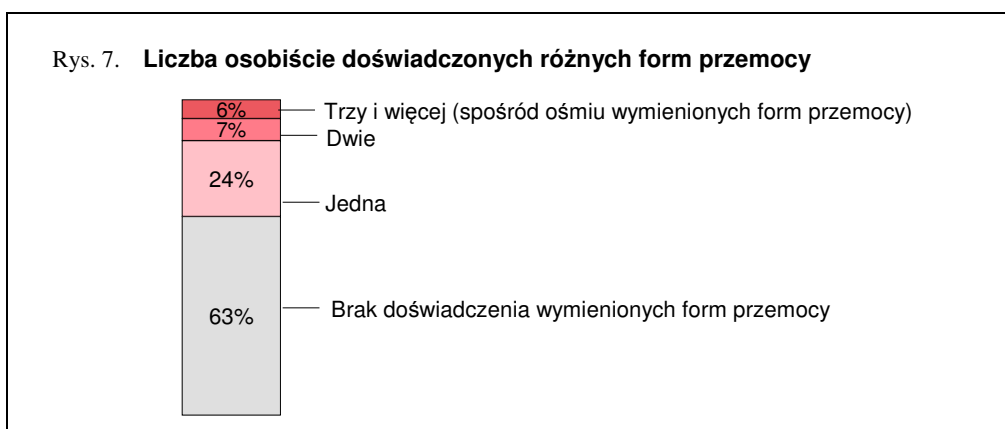 Rys. 7. Liczba osobiście doświadczonych różnych form przemocy
6% Trzy i więcej (spośród ośmiu wymienionych form przemocy)
7% Dwie
24% Jedna
63% Brak doświadczenia wymienionych form przemocy